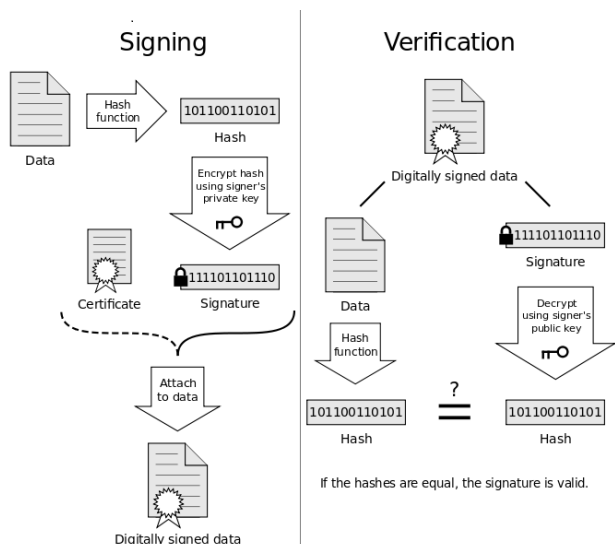 Signing
Data
Hash
function
101100110101
Hash
Encrypt hash
using signer's
private key
Certificate
111101101110
Signature
Attach
to data
Digitally signed data
Verification
Digitally signed data
Data
Hash
function
101100110101
Hash
111101101110
Signature
Decrypt
using signer's
public key
101100110101
Hash
?
=
If the hashes are equal, the signature is valid.